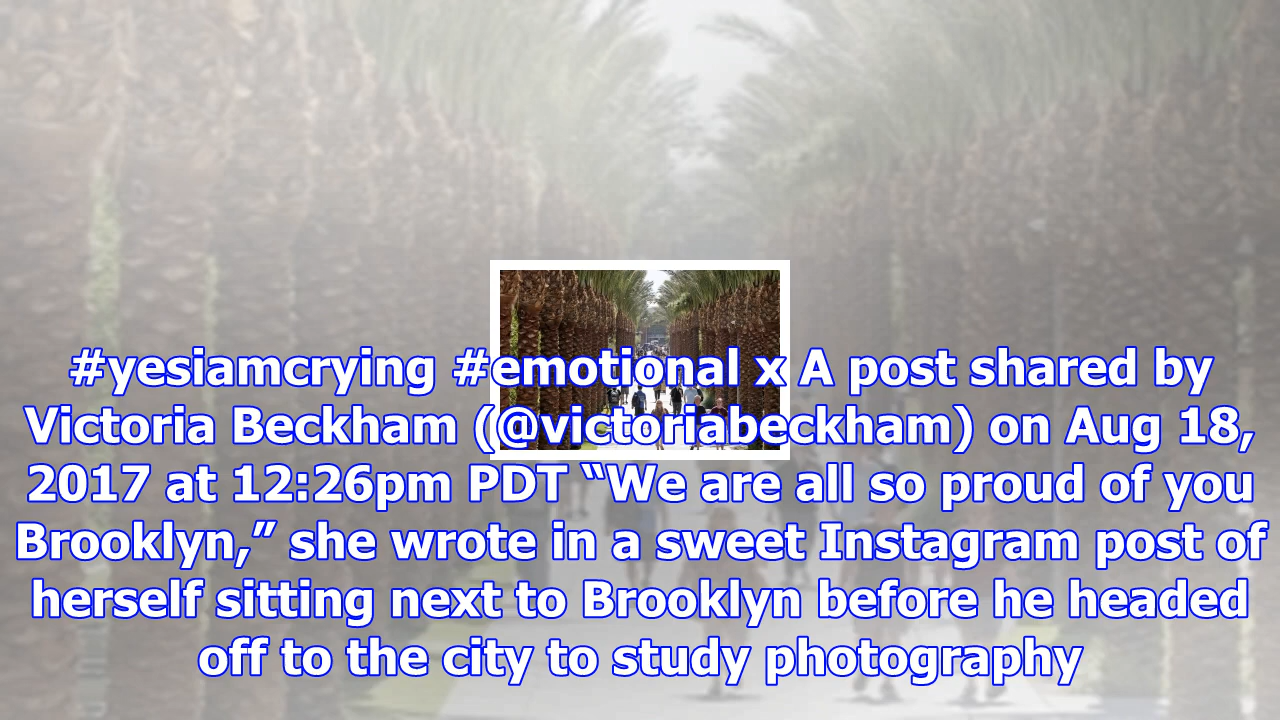 #yesiamcrying #emotional x A post shared by
Victoria Beckham (@victoriabeckham) on Aug 18,
2017 at 12:26pm PDT “We are all so proud of you
Brooklyn,” she wrote in a sweet Instagram post of
herself sitting next to Brooklyn before he headed
off to the city to study photography